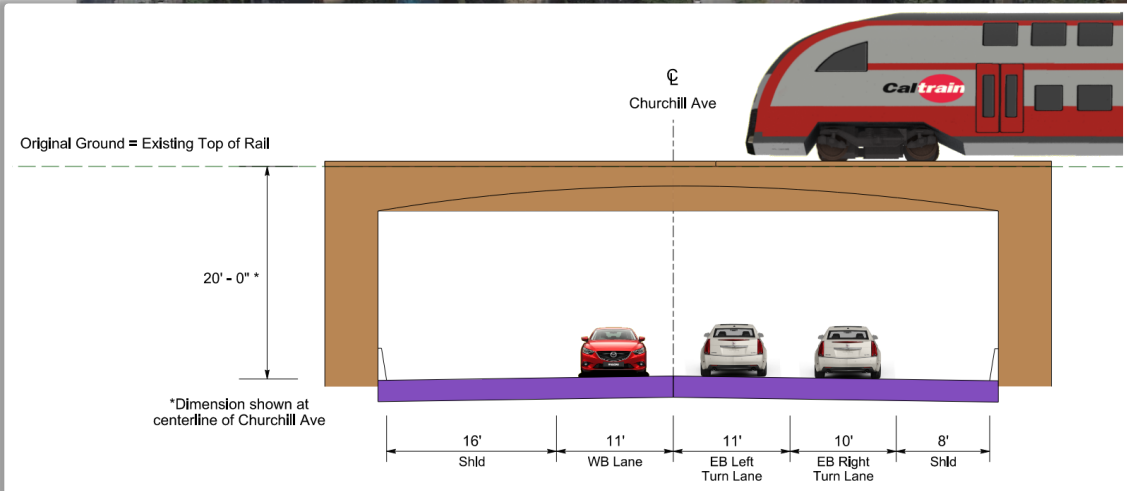 ℄
Churchill Ave
Caltrain
Original Ground = Existing Top of Rail
20' - 0" *
*Dimension shown at
centerline of Churchill Ave
16'
Shld
11'
WB Lane
11'
EB Left
Turn Lane
10'
EB Right
Turn Lane
8'
Shld